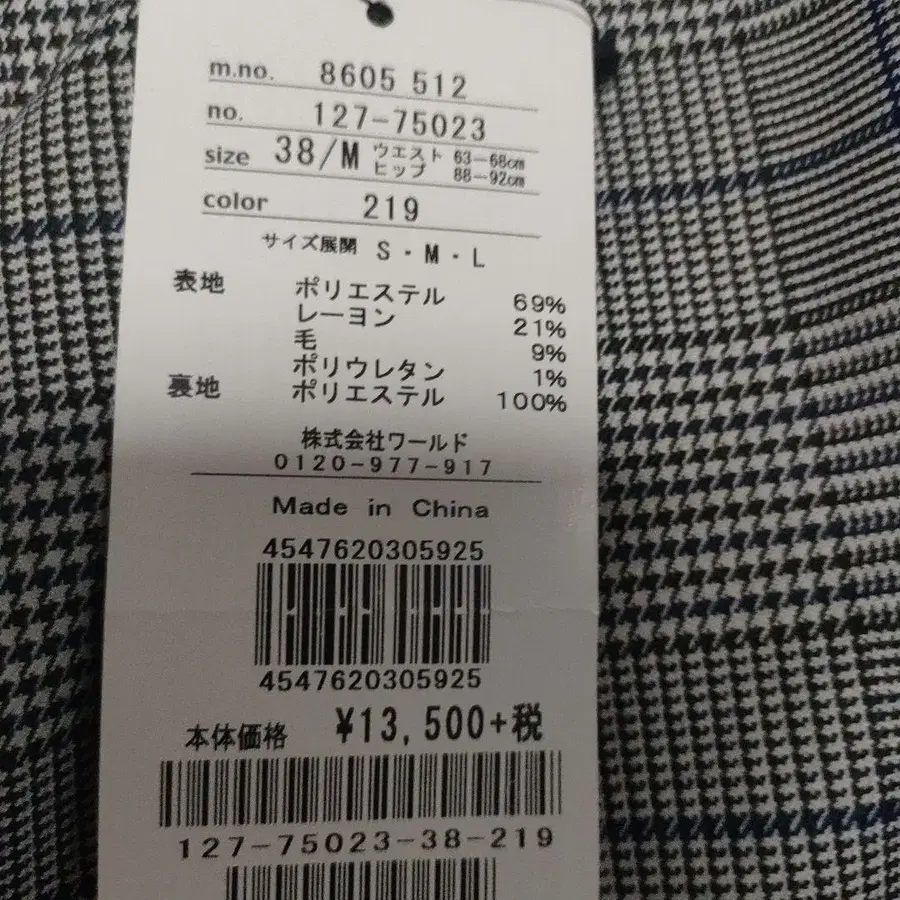 m.no. 8605 512
no. 127-75023
size 38/M ウエスト 63-68cm
ヒップ 88-92cm
color 219
サイズ展開 S・M・L
表地 ポリエステル 69%
レーヨン 21%
毛 9%
ポリウレタン 1%
裏地 ポリエステル 100%
株式会社ワールド
0120-977-917
Made in China
4547620305925
4547620305925
本体価格 ¥13,500+税
127-75023-38-219